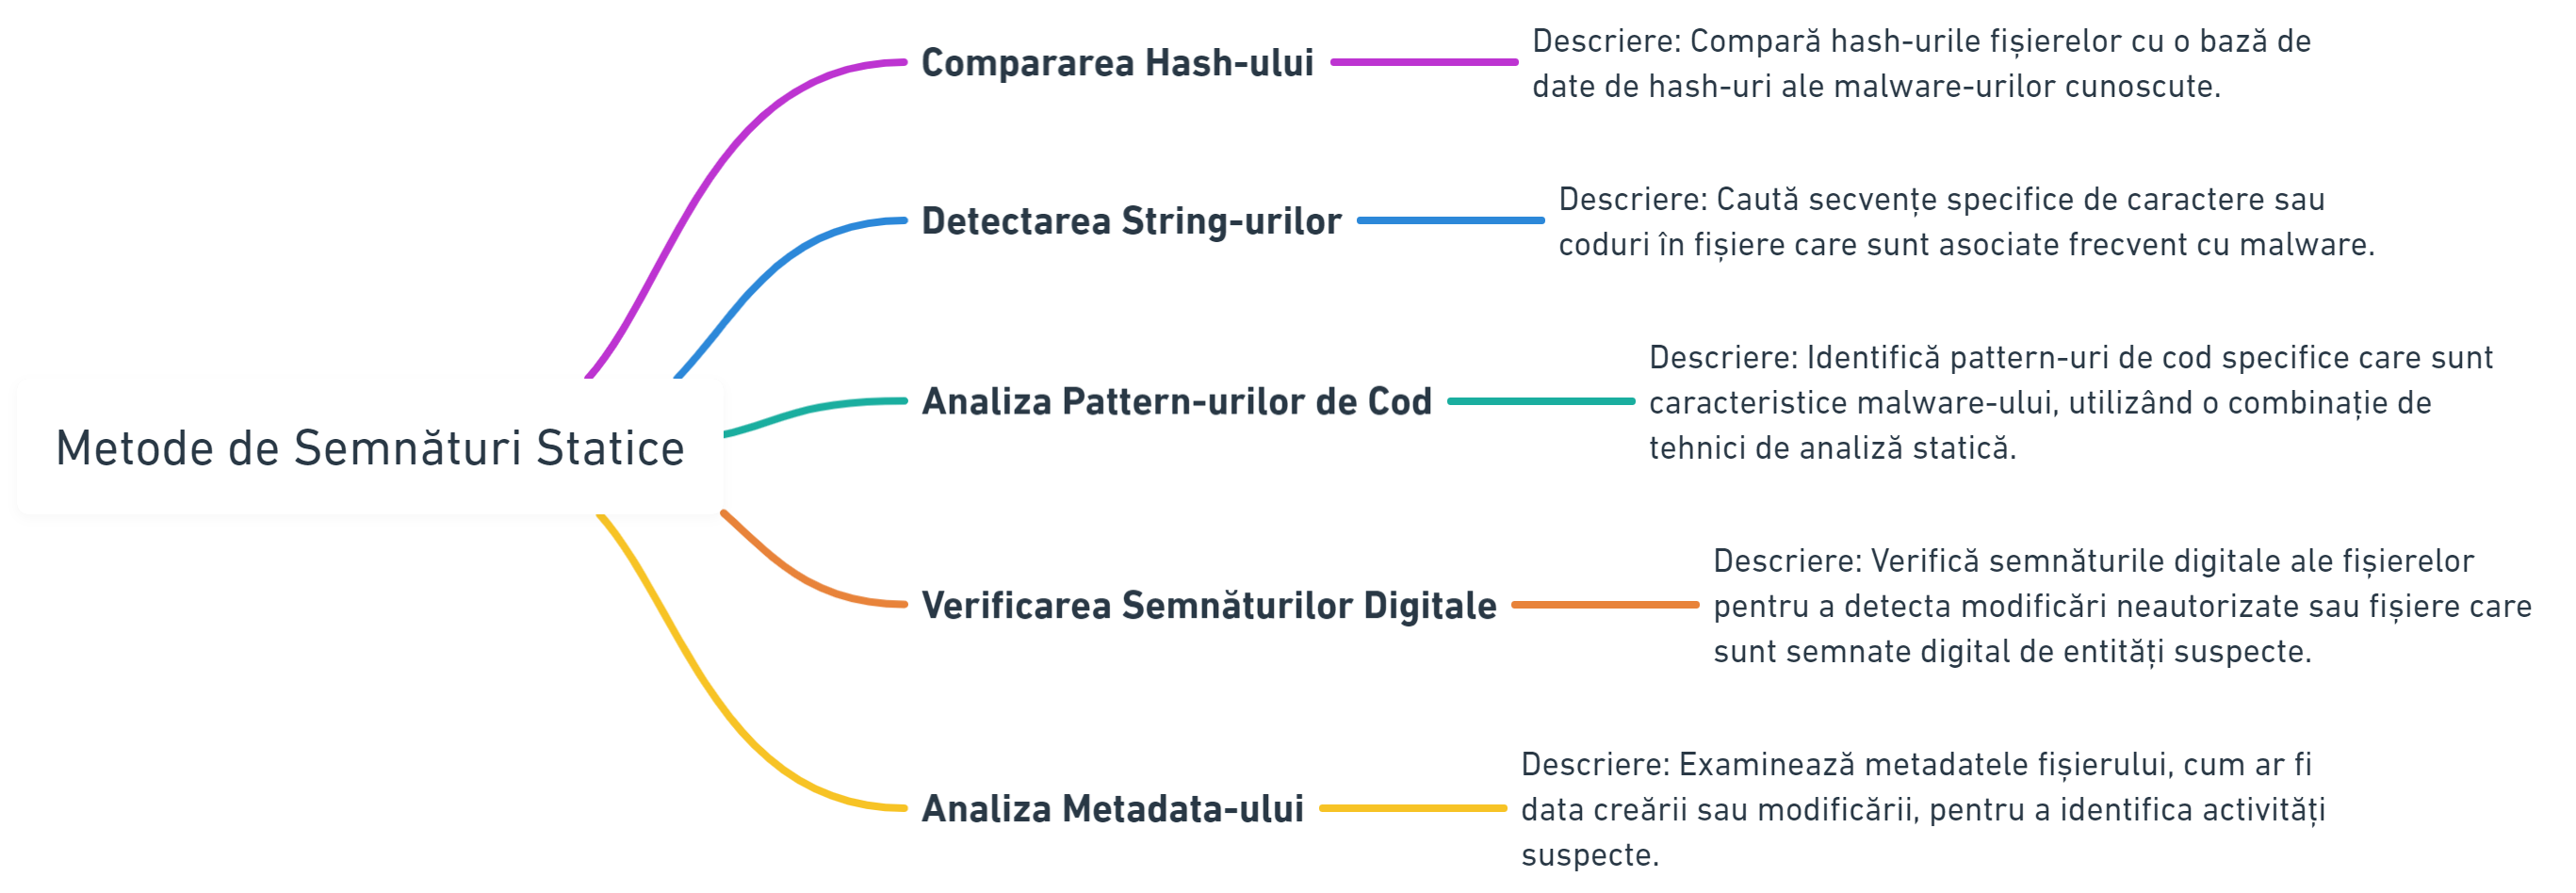 Metode de Semnături Statice
Compararea Hash-ului
Descriere: Compară hash-urile fișierelor cu o bază de
date de hash-uri ale malware-urilor cunoscute.
Detectarea String-urilor
Descriere: Caută secvențe specifice de caractere sau
coduri în fișiere care sunt asociate frecvent cu malware.
Analiza Pattern-urilor de Cod
Descriere: Identifică pattern-uri de cod specifice care sunt
caracteristice malware-ului, utilizând o combinație de
tehnici de analiză statică.
Verificarea Semnăturilor Digitale
Descriere: Verifică semnăturile digitale ale fișierelor
pentru a detecta modificări neautorizate sau fișiere care
sunt semnate digital de entități suspecte.
Analiza Metadata-ului
Descriere: Examinează metadatele fișierului, cum ar fi
data creării sau modificării, pentru a identifica activități
suspecte.